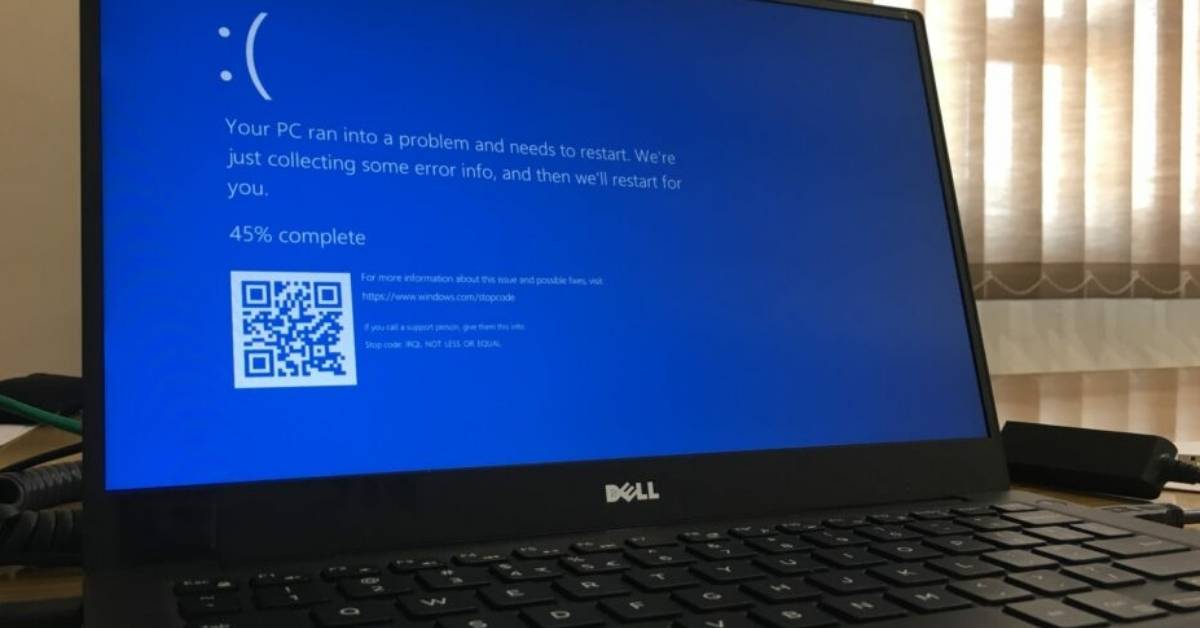 :(
Your PC ran into a problem and needs to restart. We're
just collecting some error info, and then we'll restart for
you.
45% complete
For more information about this issue and possible fixes, visit
https://www.windows.com/stopcode
If you call a support person, give them this info:
Stop code: IRQL NOT LESS OR EQUAL
DELL
Q W E R T Y U I O P
S D F G H J K L
V B N M